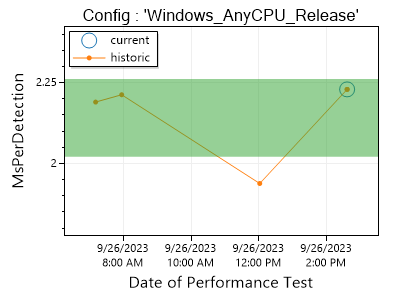 Config : 'Windows_AnyCPU_Release'
current
historic
MsPerDetection
2.25
2
9/26/2023 8:00 AM
9/26/2023 10:00 AM
9/26/2023 12:00 PM
9/26/2023 2:00 PM
Date of Performance Test